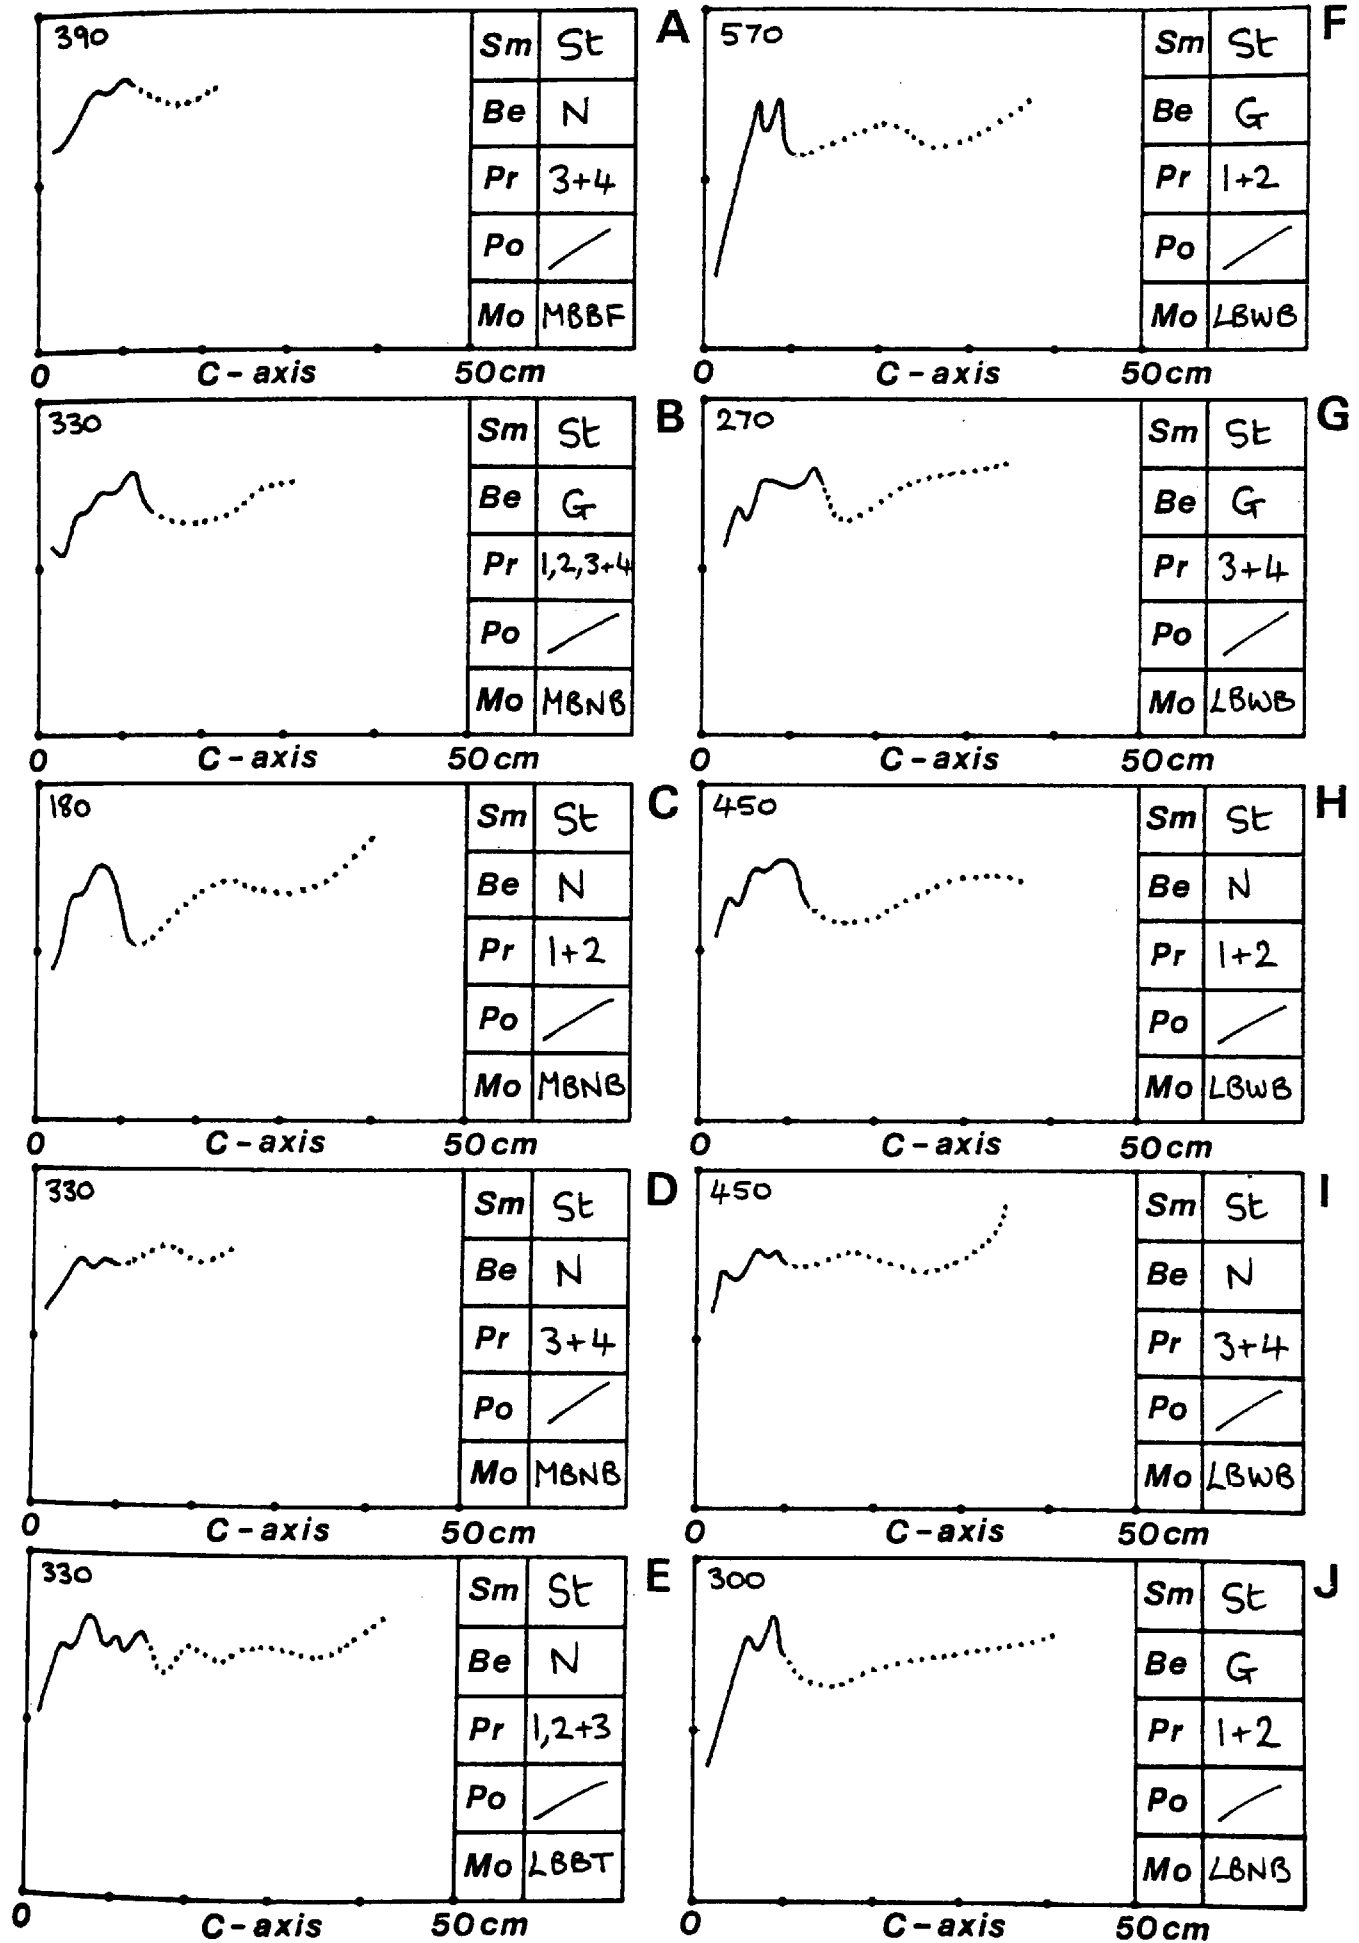 390
Sm St
Be N
Pr 3+4
Po
Mo MBBF
0 C-axis 50cm
A
330
Sm St
Be G
Pr 1,2,3+4
Po
Mo MBNB
0 C-axis 50cm
B
180
Sm St
Be N
Pr 1+2
Po
Mo MBNB
0 C-axis 50cm
C
330
Sm St
Be N
Pr 3+4
Po
Mo MBNB
0 C-axis 50cm
D
330
Sm St
Be N
Pr 1,2+3
Po
Mo LBBT
0 C-axis 50cm
E
570
Sm St
Be G
Pr 1+2
Po
Mo LBWB
0 C-axis 50cm
F
270
Sm St
Be G
Pr 3+4
Po
Mo LBWB
0 C-axis 50cm
G
450
Sm St
Be N
Pr 1+2
Po
Mo LBWB
0 C-axis 50cm
H
450
Sm St
Be N
Pr 3+4
Po
Mo LBWB
0 C-axis 50cm
I
300
Sm St
Be G
Pr 1+2
Po
Mo LBNB
0 C-axis 50cm
J